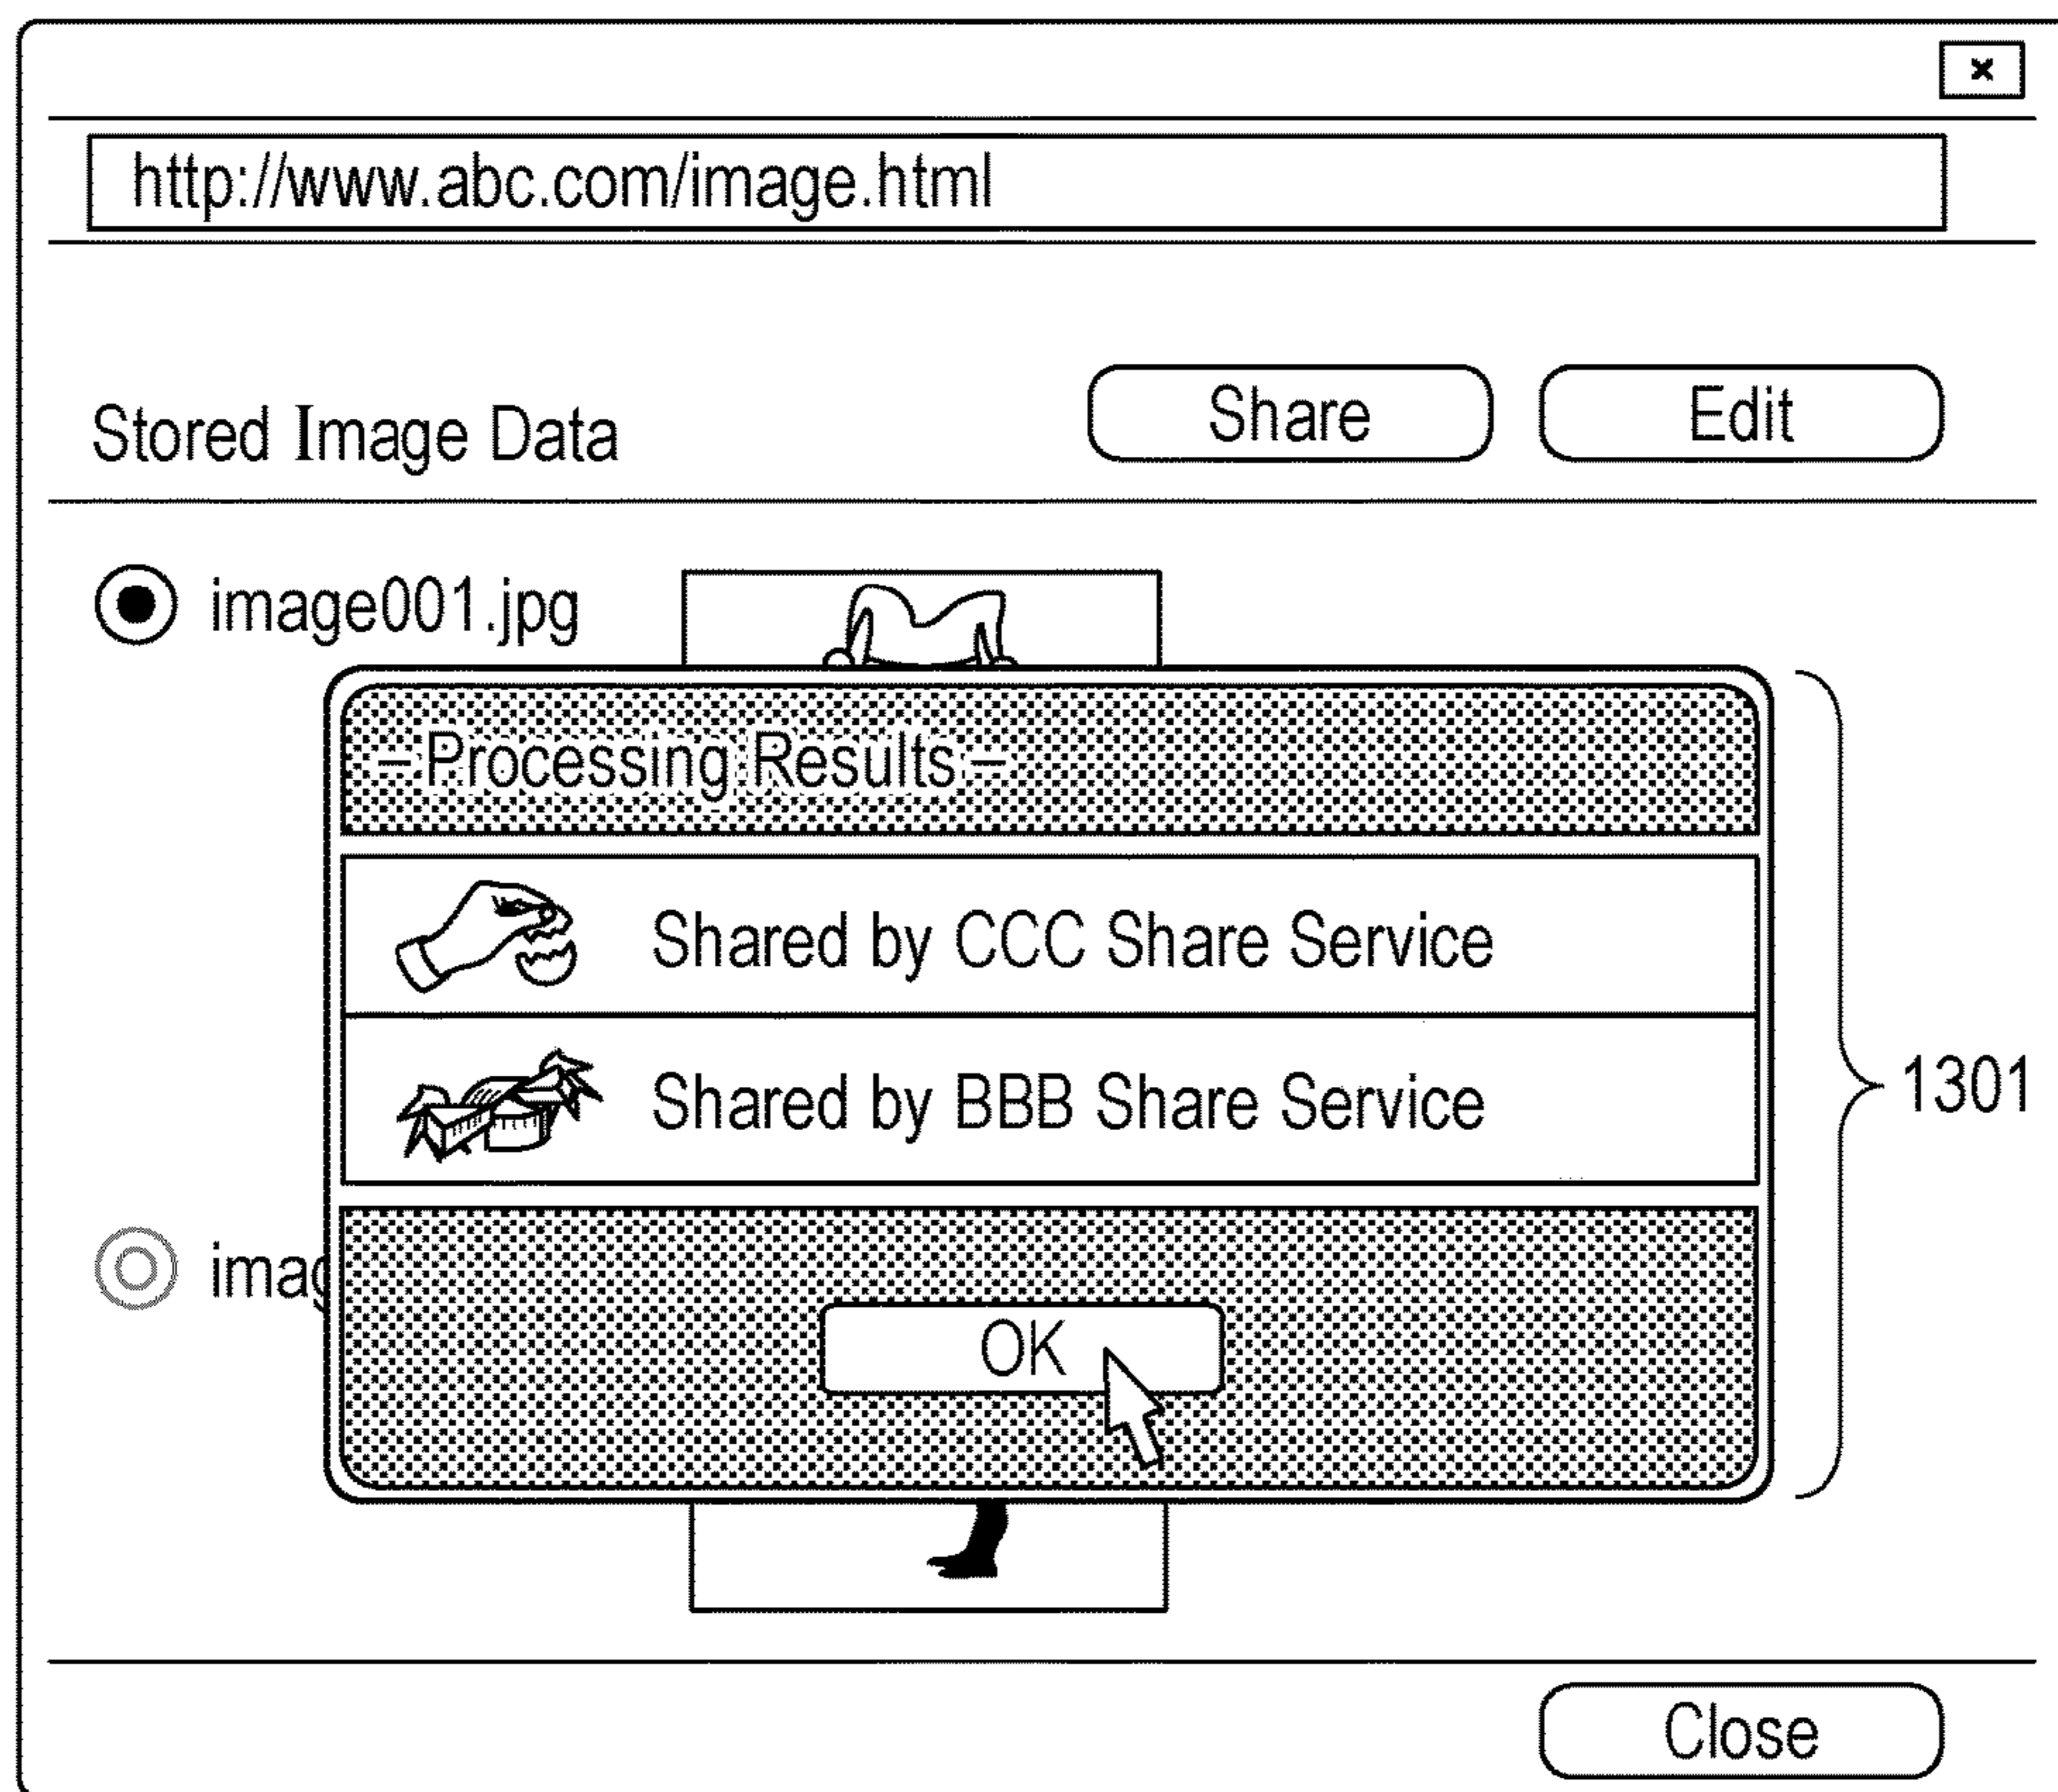 ×
http://www.abc.com/image.html
Stored Image Data
Share
Edit
image001.jpg
– Processing Results –
Shared by CCC Share Service
Shared by BBB Share Service
1301
OK
Close